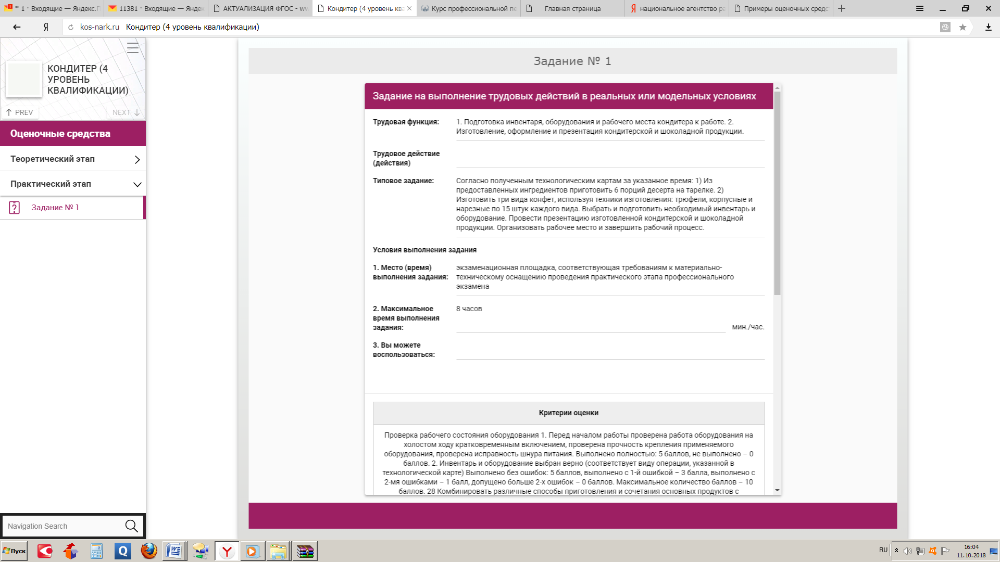 * 1 · Входящие — Яндекс.П
11381 · Входящие — Яндек
АКТУАЛИЗАЦИЯ ФГОС - ww
Кондитер (4 уровень ква
Курс профессиональной пе
Главная страница
национальное агентство ра
Примеры оценочных средс
kos-nark.ru Кондитер (4 уровень квалификации)
КОНДИТЕР (4
УРОВЕНЬ
КВАЛИФИКАЦИИ)
PREV
NEXT
Оценочные средства
Теоретический этап
Практический этап
Задание № 1
Navigation Search
Задание № 1
Задание на выполнение трудовых действий в реальных или модельных условиях
Трудовая функция:
1. Подготовка инвентаря, оборудования и рабочего места кондитера к работе. 2.
Изготовление, оформление и презентация кондитерской и шоколадной продукции.
Трудовое действие
(действия)
Типовое задание:
Согласно полученным технологическим картам за указанное время: 1) Из
предоставленных ингредиентов приготовить 6 порций десерта на тарелке. 2)
Изготовить три вида конфет, используя техники изготовления: трюфели, корпусные и
нарезные по 15 штук каждого вида. Выбрать и подготовить необходимый инвентарь и
оборудование. Провести презентацию изготовленной кондитерской и шоколадной
продукции. Организовать рабочее место и завершить рабочий процесс.
Условия выполнения задания
1. Место (время)
выполнения задания:
экзаменационная площадка, соответствующая требованиям к материально-
техническому оснащению проведения практического этапа профессионального
экзамена
2. Максимальное
время выполнения
задания:
8 часов
мин./час.
3. Вы можете
воспользоваться:
Критерии оценки
Проверка рабочего состояния оборудования 1. Перед началом работы проверена работа оборудования на
холостом ходу кратковременным включением, проверена прочность крепления применяемого
оборудования, проверена исправность шнура питания. Выполнено полностью: 5 баллов, не выполнено – 0
баллов. 2. Инвентарь и оборудование выбран верно (соответствует виду операции, указанной в
технологической карте) Выполнено без ошибок: 5 баллов, выполнено с 1-й ошибкой – 3 балла, выполнено с
2-мя ошибками – 1 балл, допущено больше 2-х ошибок – 0 баллов. Максимальное количество баллов – 10
баллов. 28 Комбинировать различные способы приготовления и сочетания основных продуктов с
Пуск
RU
16:04
11.10.2018